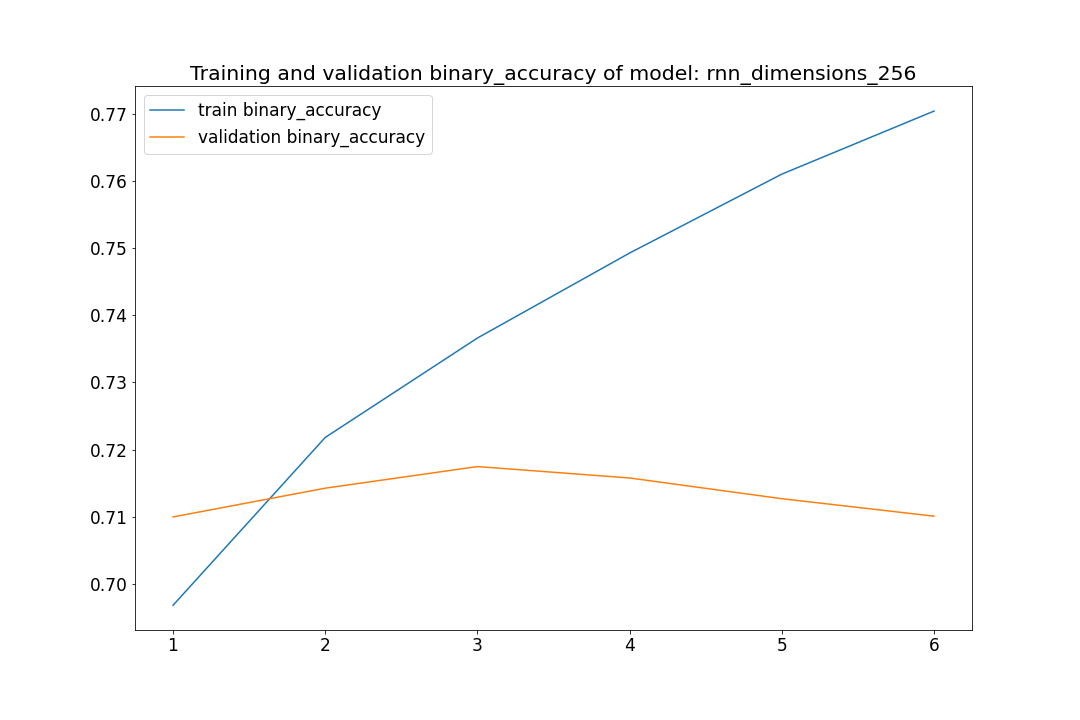 Training and validation binary_accuracy of model: rnn_dimensions_256
train binary_accuracy
validation binary_accuracy
0.77
0.76
0.75
0.74
0.73
0.72
0.71
0.70
1 2 3 4 5 6